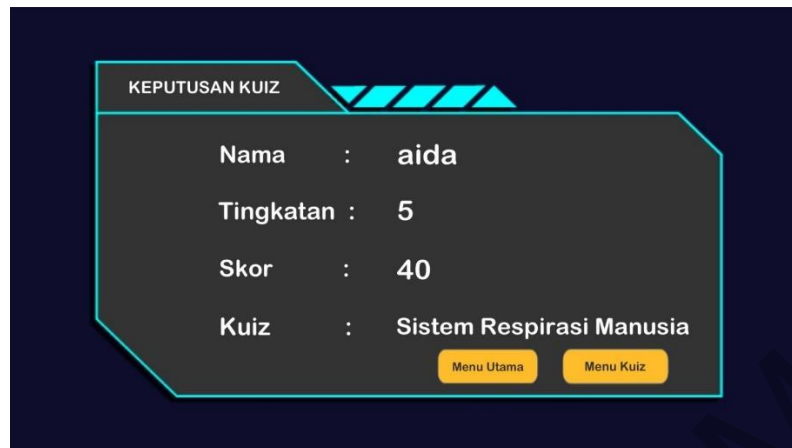 KEPUTUSAN KUIZ
Nama : aida
Tingkatan : 5
Skor : 40
Kuiz : Sistem Respirasi Manusia
Menu Utama Menu Kuiz